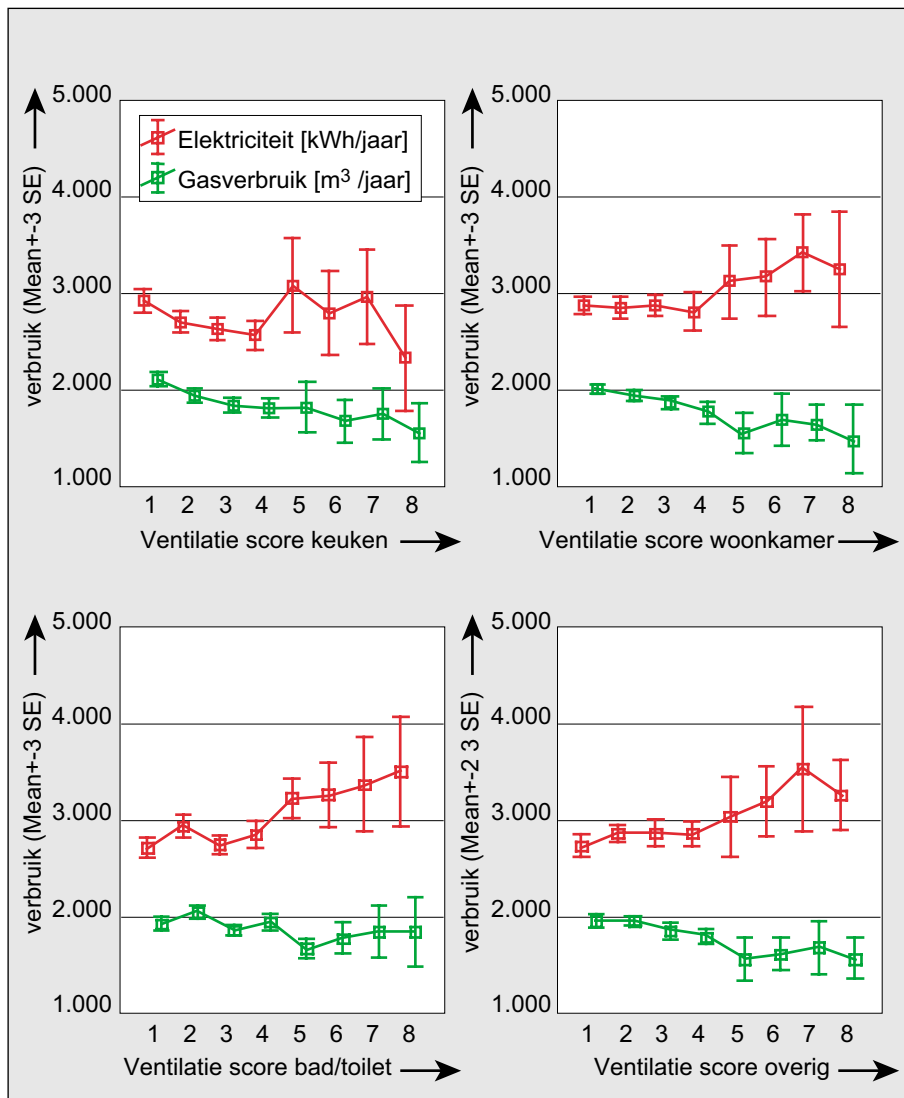 5.000
4.000
3.000
2.000
1.000
verbruik (Mean+-3 SE)
Elektriciteit [kWh/jaar]
Gasverbruik [m³ /jaar]
1 2 3 4 5 6 7 8
Ventilatie score keuken
5.000
4.000
3.000
2.000
1.000
verbruik (Mean+-3 SE)
1 2 3 4 5 6 7 8
Ventilatie score woonkamer
5.000
4.000
3.000
2.000
1.000
verbruik (Mean+-3 SE)
1 2 3 4 5 6 7 8
Ventilatie score bad/toilet
5.000
4.000
3.000
2.000
1.000
verbruik (Mean+-2 3 SE)
1 2 3 4 5 6 7 8
Ventilatie score overig